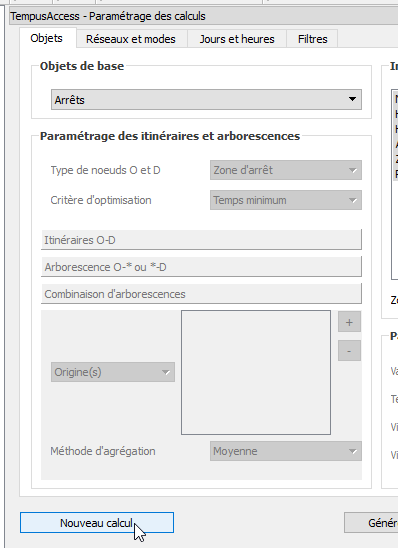 TempusAccess - Paramétrage des calculs
Objets Réseaux et modes Jours et heures Filtres
Objets de base
Arrêts
Paramétrage des itinéraires et arborescences
Type de noeuds O et D Zone d'arrêt
Critère d'optimisation Temps minimum
Itinéraires O-D
Arborescence O-* ou *-D
Combinaison d'arborescences
+
Origine(s)
-
Méthode d'agrégation Moyenne
Nouveau calcul